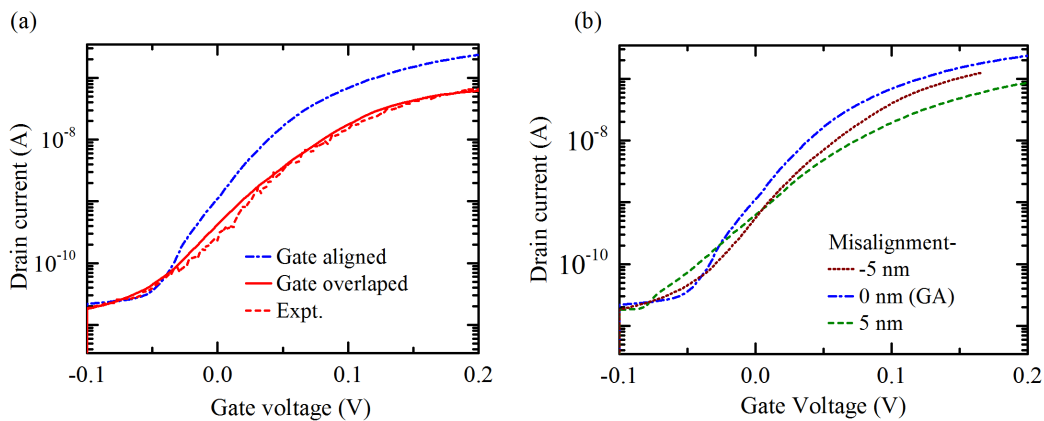 (a)
Drain current (A)
10^-8
10^-10
Gate aligned
Gate overlaped
Expt.
-0.1 0.0 0.1 0.2
Gate voltage (V)
(b)
Drain current (A)
10^-8
10^-10
Misalignment-
-5 nm
0 nm (GA)
5 nm
-0.1 0.0 0.1 0.2
Gate Voltage (V)